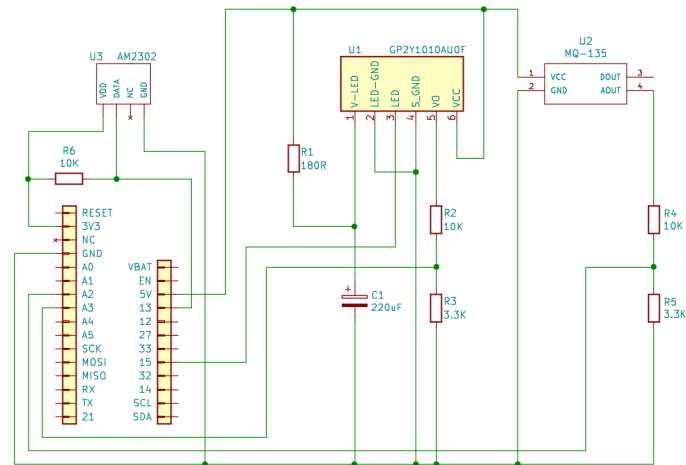 U3 AM2302
VDD
DATA
NC
GND
U1 GP2Y1010AU0F
V-LED
LED-GND
LED
S_GND
VO
VCC
1
2
3
4
5
6
U2
MQ-135
1 VCC DOUT 3
2 GND AOUT 4
R6
10K
R1
180R
R2
10K
R4
10K
R3
3.3K
R5
3.3K
+
C1
220uF
RESET
3V3
NC
GND
A0
A1
A2
A3
A4
A5
SCK
MOSI
MISO
RX
TX
21
VBAT
EN
5V
13
12
27
33
15
32
14
SCL
SDA